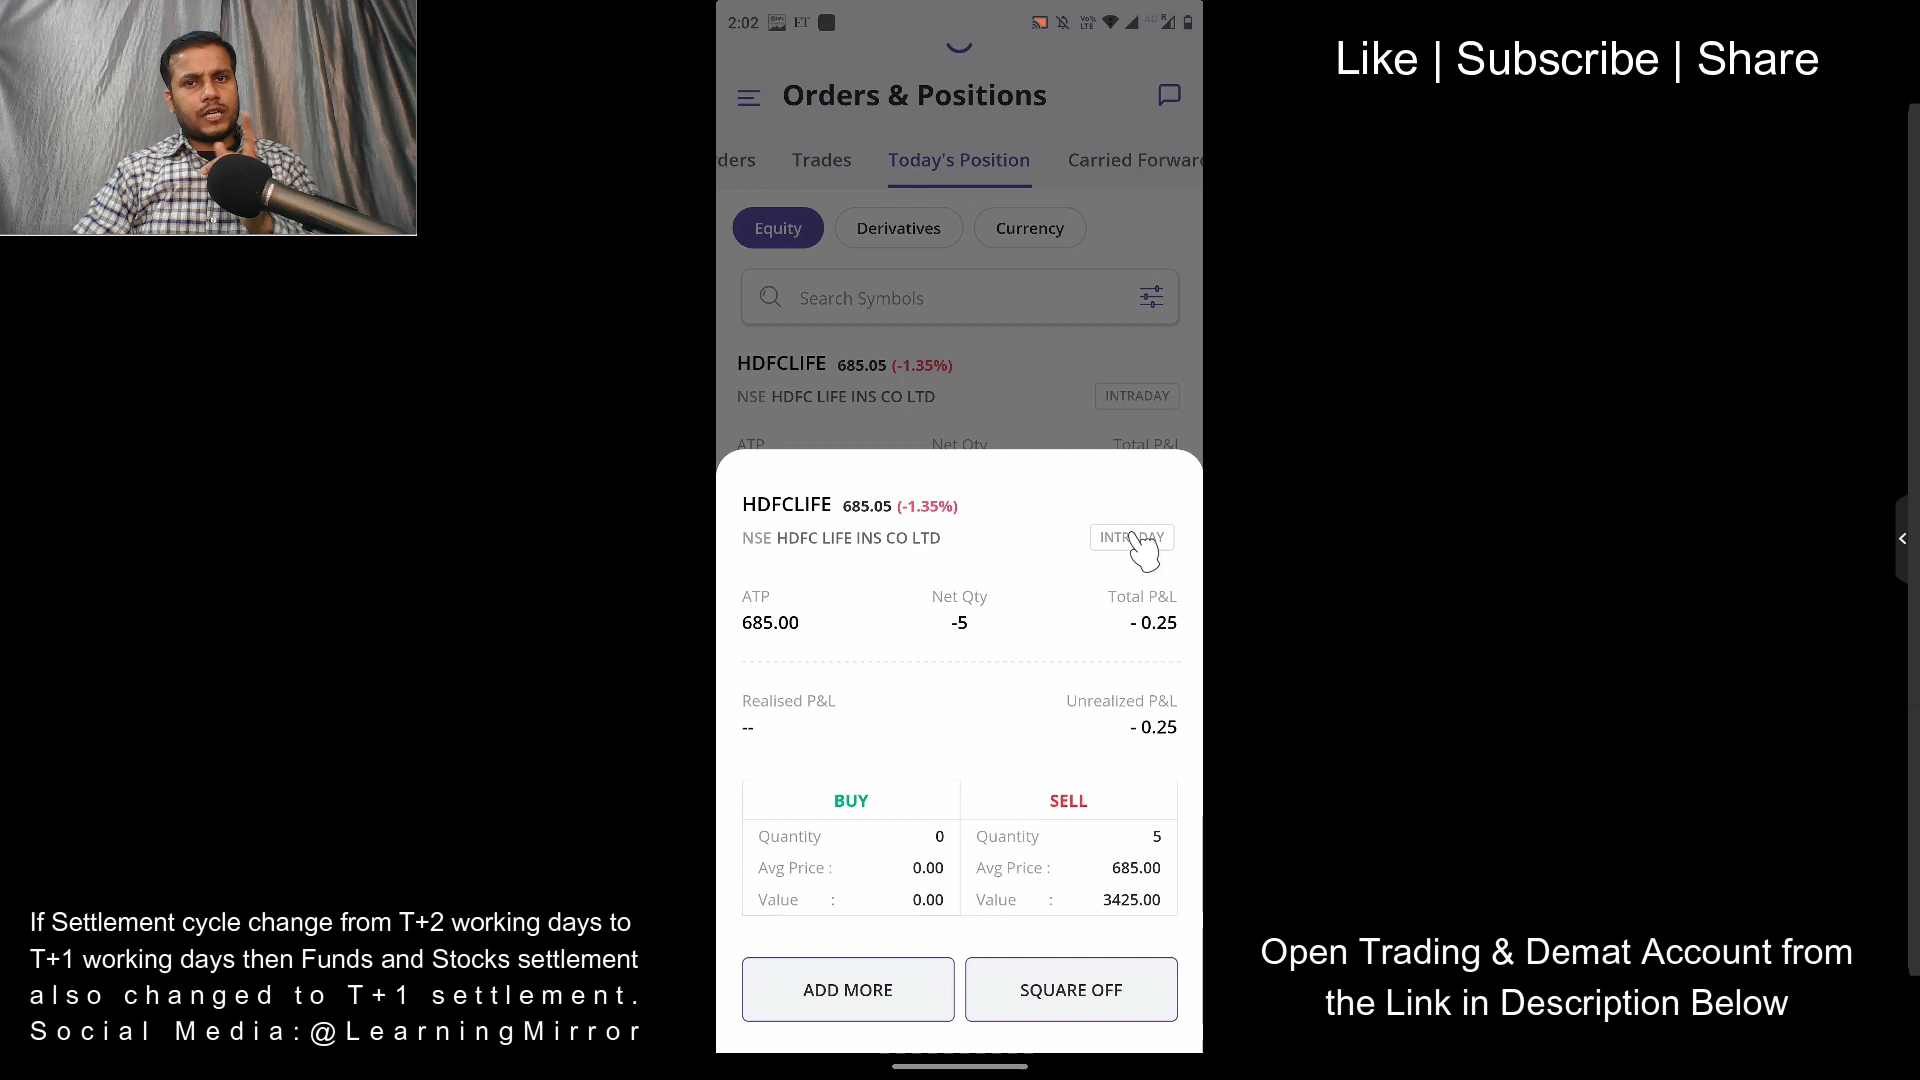 Like | Subscribe | Share
2:02 ET VoLTE 4G R
Orders & Positions
ders Trades Today's Position Carried Forward
Equity Derivatives Currency
Search Symbols
HDFCLIFE 685.05 (-1.35%)
NSE HDFC LIFE INS CO LTD INTRADAY
ATP Net Qty Total P&L
HDFCLIFE 685.05 (-1.35%)
NSE HDFC LIFE INS CO LTD INTRADAY
ATP Net Qty Total P&L
685.00 -5 - 0.25
Realised P&L Unrealized P&L
-- - 0.25
BUY SELL
Quantity 0 Quantity 5
Avg Price : 0.00 Avg Price : 685.00
Value : 0.00 Value : 3425.00
ADD MORE SQUARE OFF
If Settlement cycle change from T+2 working days to
T+1 working days then Funds and Stocks settlement
also changed to T+1 settlement.
Social Media:@LearningMirror
Open Trading & Demat Account from
the Link in Description Below